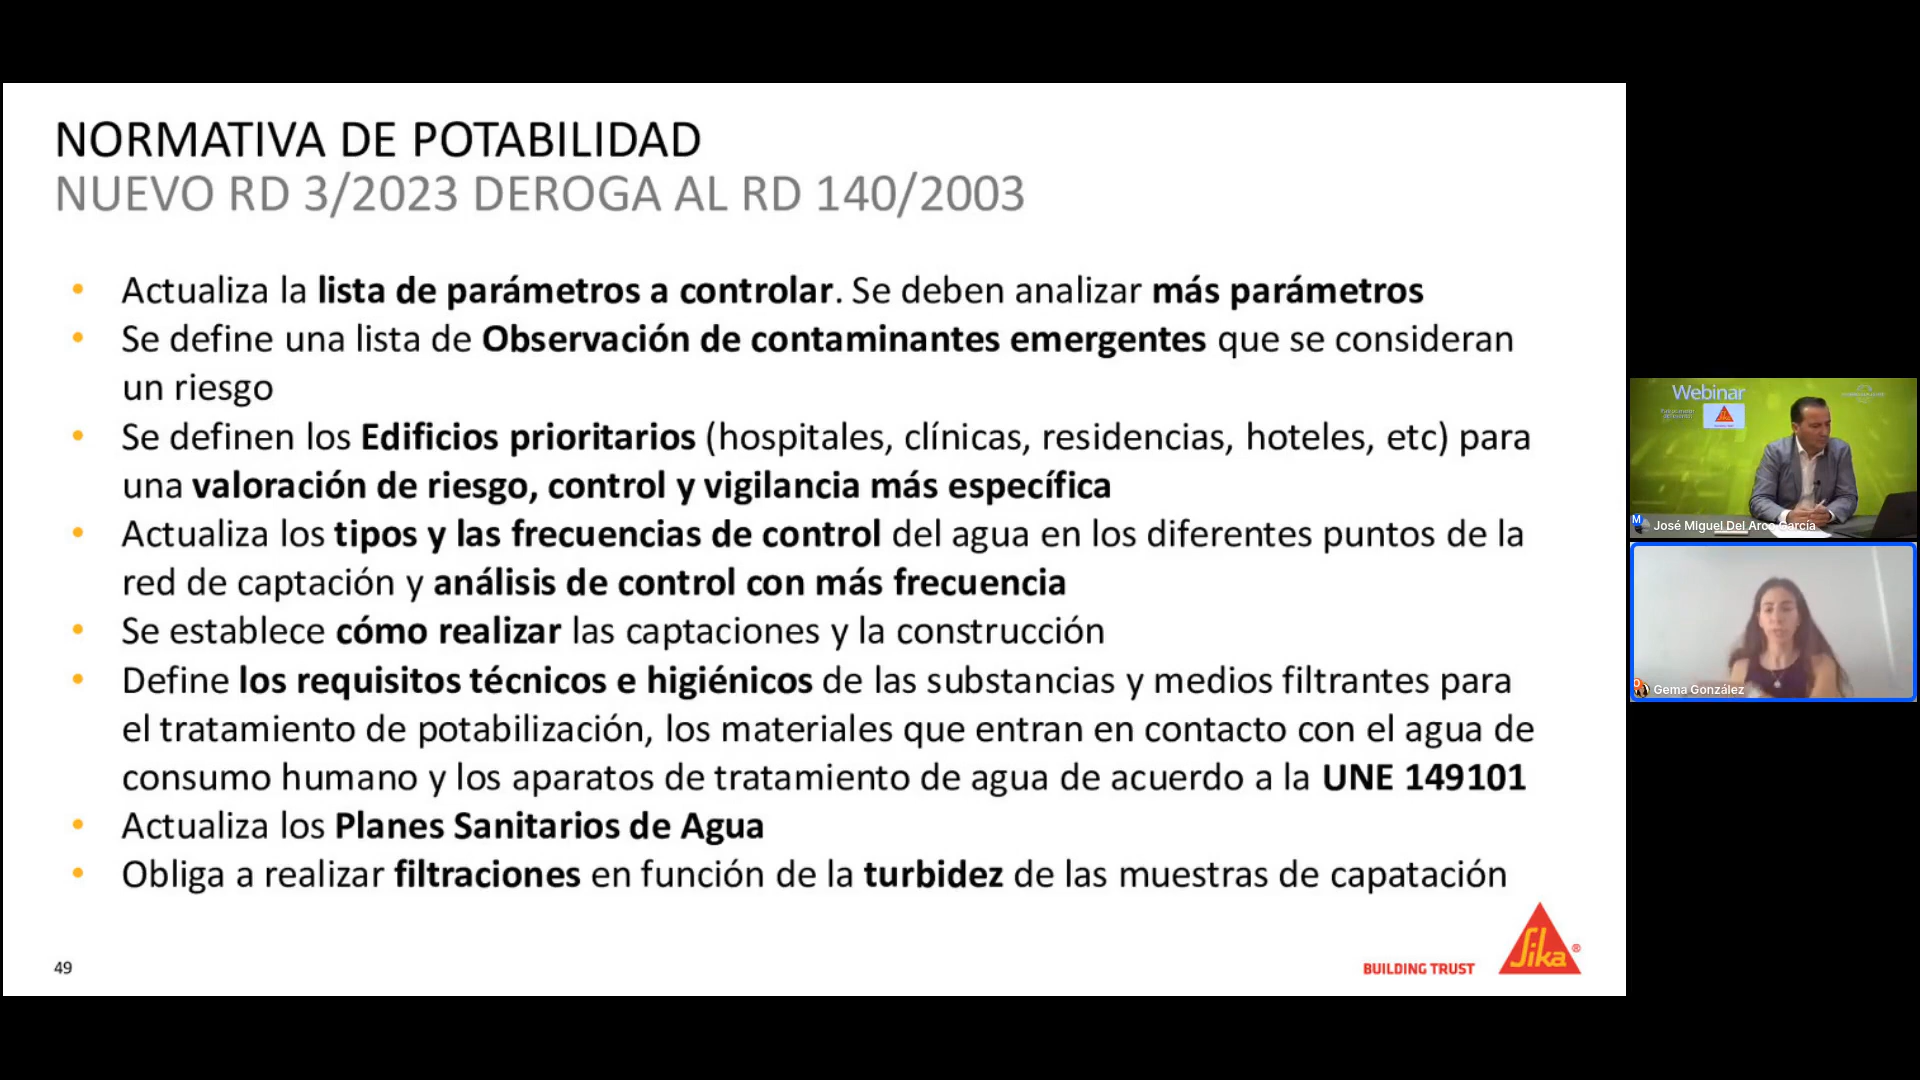 NORMATIVA DE POTABILIDAD
NUEVO RD 3/2023 DEROGA AL RD 140/2003
• Actualiza la lista de parámetros a controlar. Se deben analizar más parámetros
• Se define una lista de Observación de contaminantes emergentes que se consideran
un riesgo
• Se definen los Edificios prioritarios (hospitales, clínicas, residencias, hoteles, etc) para
una valoración de riesgo, control y vigilancia más específica
• Actualiza los tipos y las frecuencias de control del agua en los diferentes puntos de la
red de captación y análisis de control con más frecuencia
• Se establece cómo realizar las captaciones y la construcción
• Define los requisitos técnicos e higiénicos de las substancias y medios filtrantes para
el tratamiento de potabilización, los materiales que entran en contacto con el agua de
consumo humano y los aparatos de tratamiento de agua de acuerdo a la UNE 149101
• Actualiza los Planes Sanitarios de Agua
• Obliga a realizar filtraciones en función de la turbidez de las muestras de capatación
49
BUILDING TRUST
Sika®
Webinar
M
José Miguel Del Arco García
Gema González